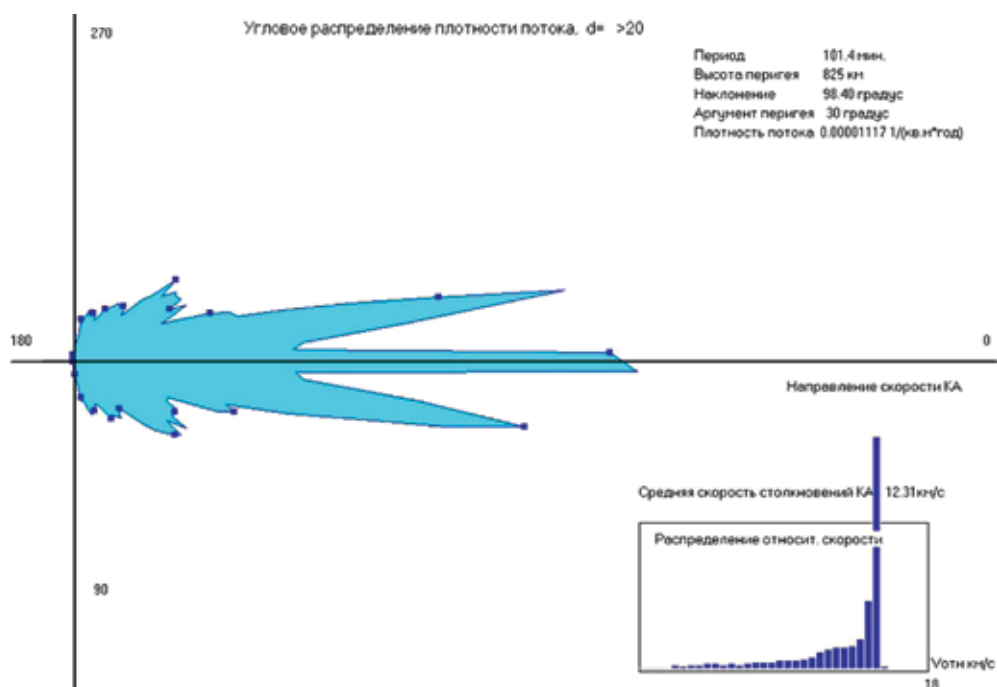 270
Угловое распределение плотности потока, d= >20
Период 101.4 мин.
Высота перигея 825 км
Наклонение 98.40 градус
Аргумент перигея 30 градус
Плотность потока 0.00001117 1/(кв.м*год)
180
0
Направление скорости КА
Средняя скорость столкновений КА 12.31км/с
Распределение относит. скорости
90
Vотн км/с
18